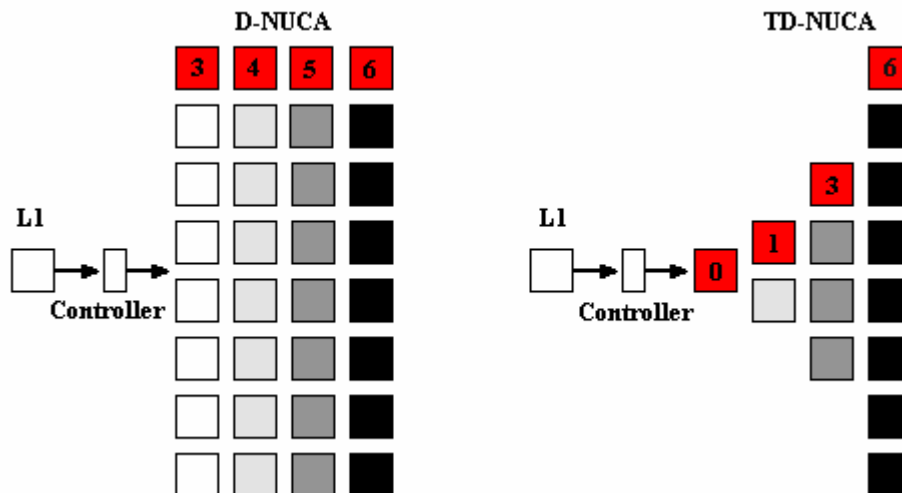 D-NUCA
3 4 5 6
L1
Controller
TD-NUCA
6
3
1
0
L1
Controller